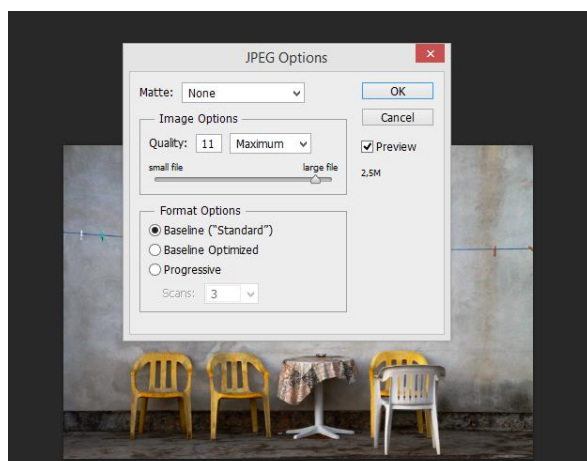 JPEG Options
Matte: None
OK
Image Options
Cancel
Quality: 11 Maximum
Preview
small file large file
2,5M
Format Options
Baseline ("Standard")
Baseline Optimized
Progressive
Scans: 3